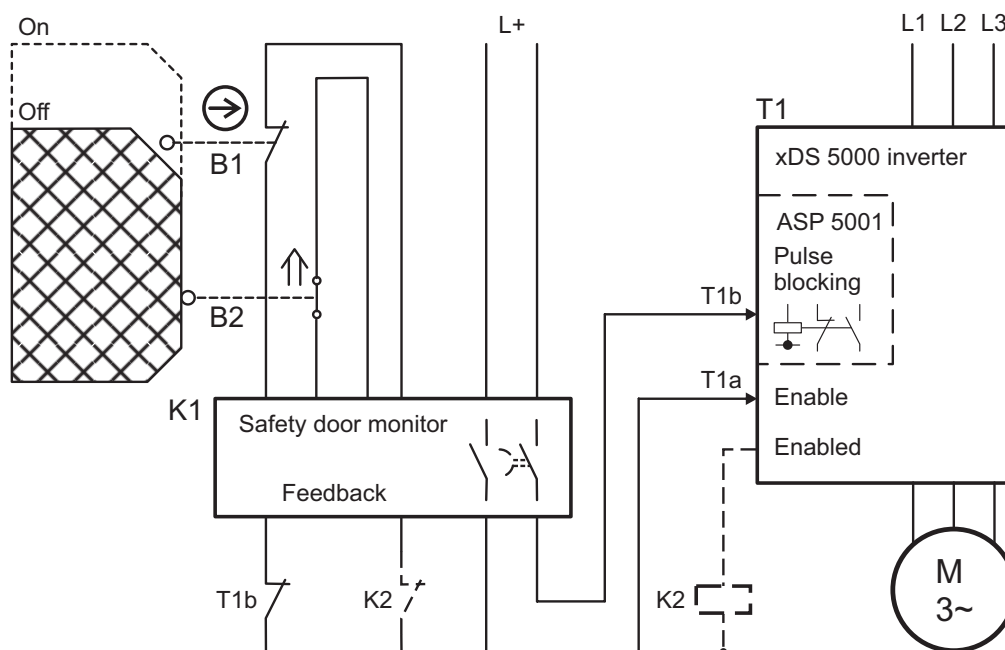 On
L+
L1 L2 L3
Off
T1
B1
xDS 5000 inverter
ASP 5001
Pulse
blocking
B2
T1b
T1a
K1
Safety door monitor
Enable
Enabled
Feedback
T1b
K2
K2
M
3~